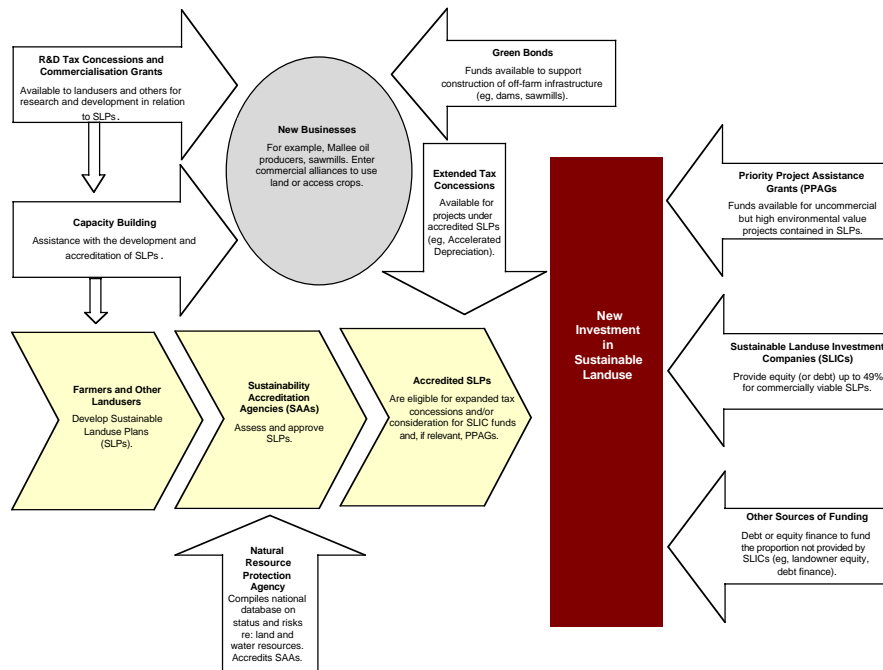 R&D Tax Concessions and
Commercialisation Grants
Available to landusers and others for
research and development in relation
to SLPs.
Green Bonds
Funds available to support
construction of off-farm infrastructure
(eg, dams, sawmills).
New Businesses
For example, Mallee oil
producers, sawmills. Enter
commercial alliances to use
land or access crops.
Extended Tax
Concessions
Available for
projects under
accredited SLPs
(eg, Accelerated
Depreciation).
Priority Project Assistance
Grants (PPAGs
Funds available for uncommercial
but high environmental value
projects contained in SLPs.
Capacity Building
Assistance with the development and
accreditation of SLPs.
New
Investment
in
Sustainable
Landuse
Sustainable Landuse Investment
Companies (SLICs)
Provide equity (or debt) up to 49%
for commercially viable SLPs.
Farmers and Other
Landusers
Develop Sustainable
Landuse Plans
(SLPs).
Sustainability
Accreditation
Agencies (SAAs)
Assess and approve
SLPs.
Accredited SLPs
Are eligible for expanded tax
concessions and/or
consideration for SLIC funds
and, if relevant, PPAGs.
Other Sources of Funding
Debt or equity finance to fund
the proportion not provided by
SLICs (eg, landowner equity,
debt finance).
Natural
Resource
Protection
Agency
Compiles national
database on
status and risks
re: land and
water resources.
Accredits SAAs.